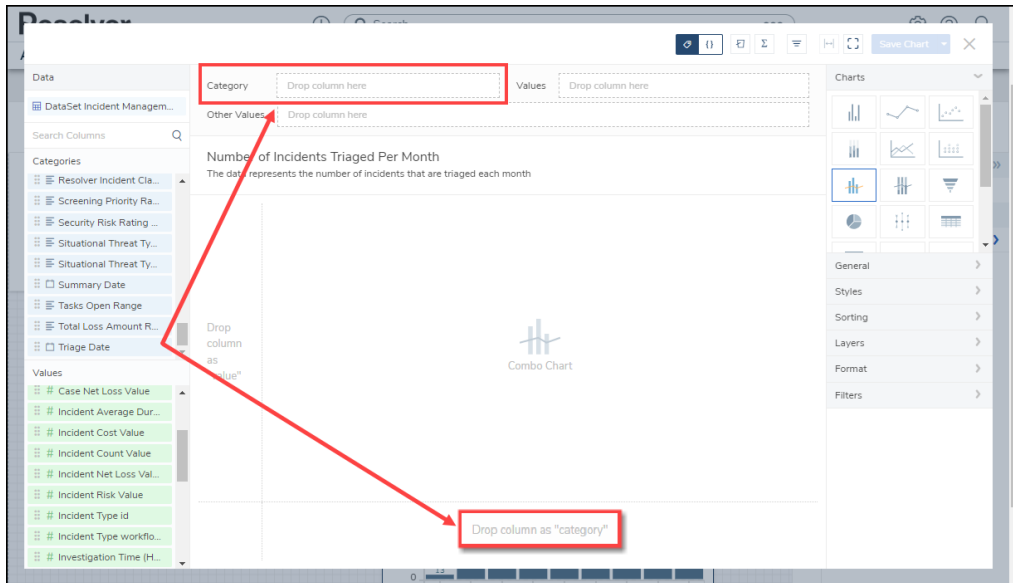 Resolver
Search
Save Chart
Data
DataSet Incident Managem...
Search Columns
Categories
Resolver Incident Cla...
Screening Priority Ra...
Security Risk Rating ...
Situational Threat Ty...
Situational Threat Ty...
Summary Date
Tasks Open Range
Total Loss Amount R...
Triage Date
Values
# Case Net Loss Value
# Incident Average Dur...
# Incident Cost Value
# Incident Count Value
# Incident Net Loss Val...
# Incident Risk Value
# Incident Type id
# Incident Type workflo...
# Investigation Time (H...
Category Drop column here Values Drop column here
Other Values Drop column here
Number of Incidents Triaged Per Month
The data represents the number of incidents that are triaged each month
Drop
column
as
"value"
Combo Chart
Drop column as "category"
Charts
General
Styles
Sorting
Layers
Format
Filters
13
0